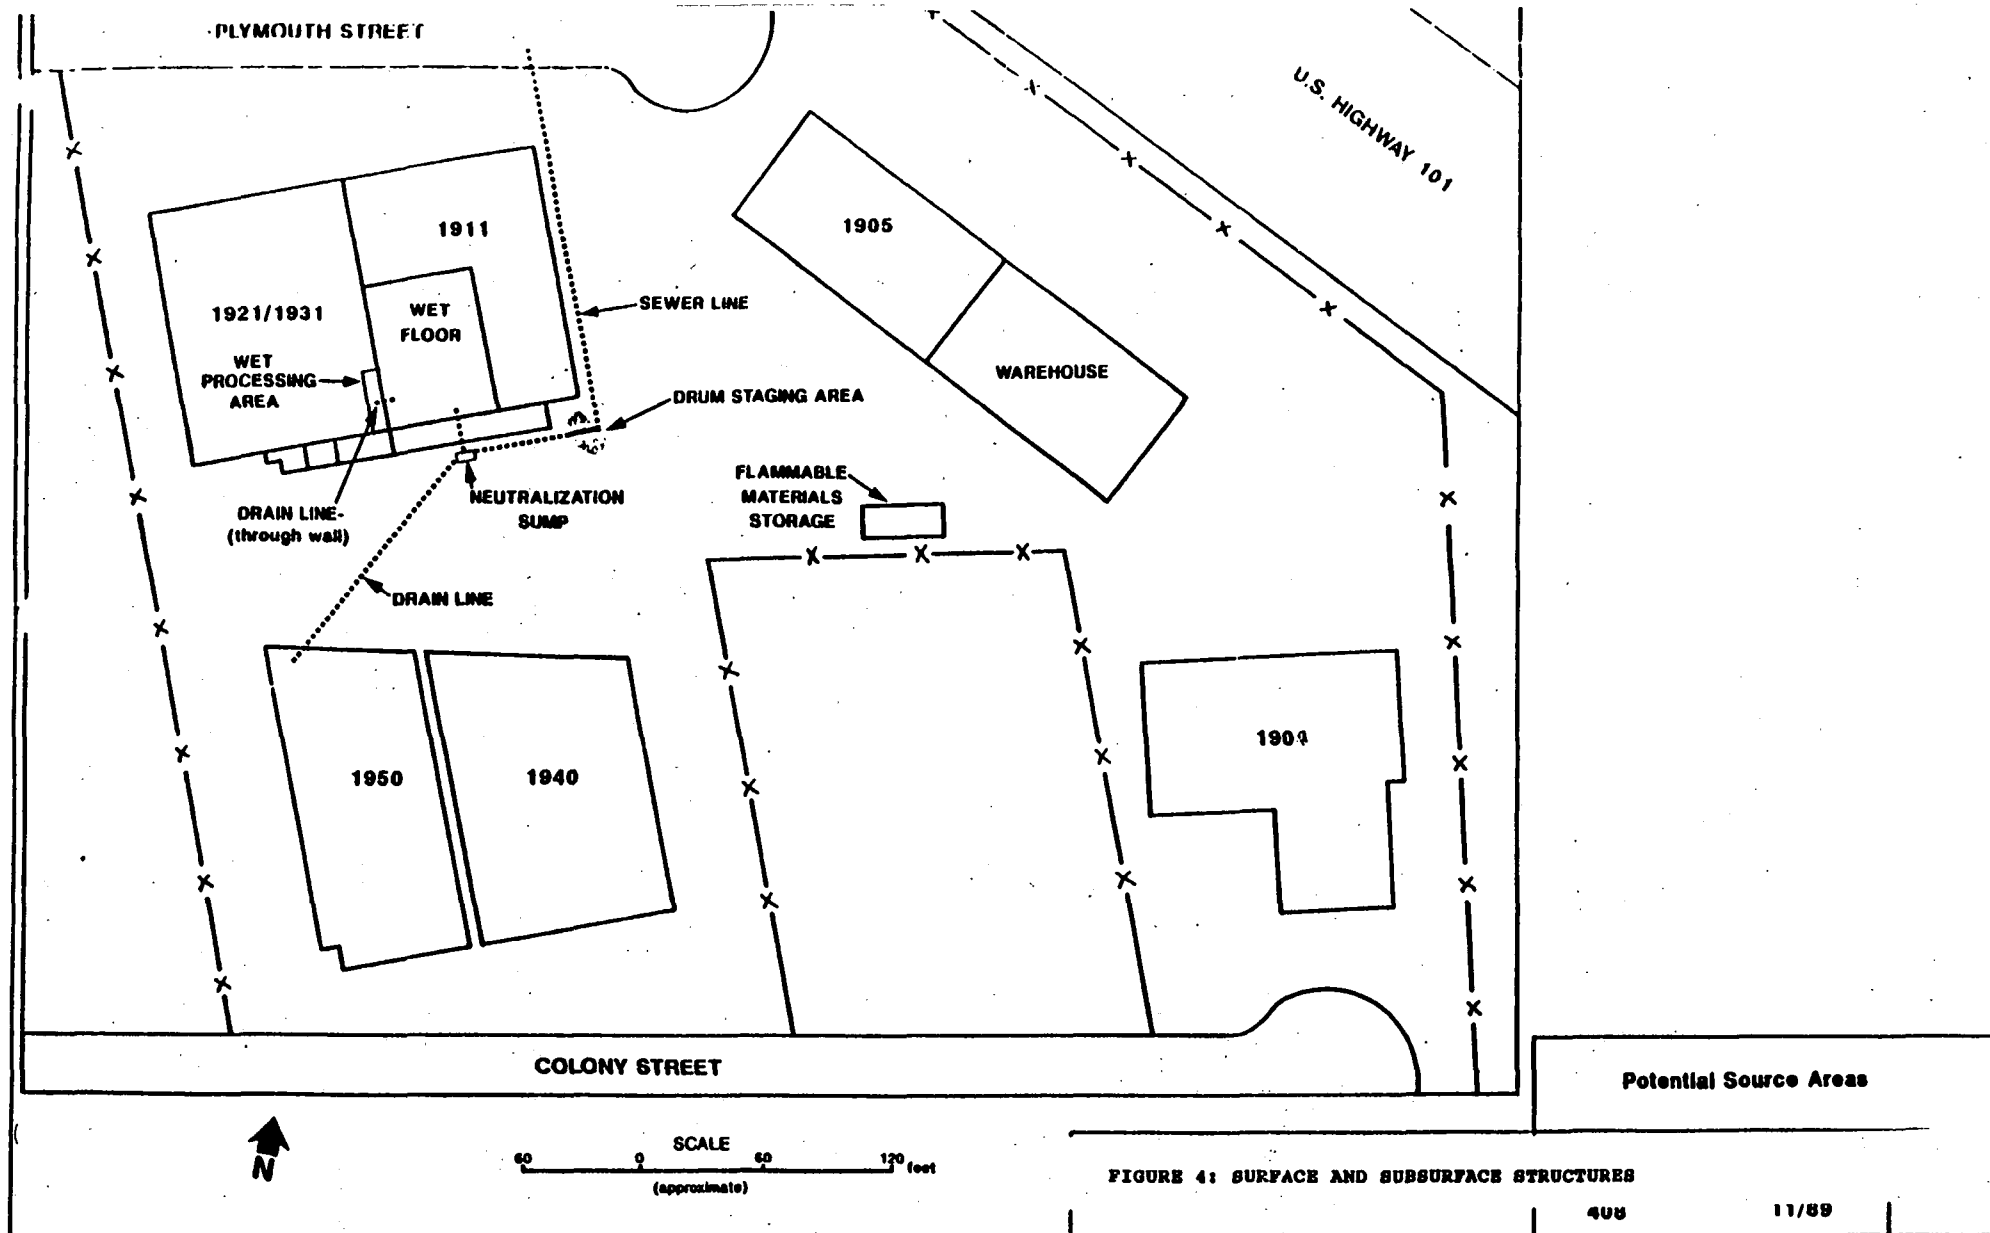 PLYMOUTH STREET
U.S. HIGHWAY 101
1911
1905
SEWER LINE
1921/1931
WET
FLOOR
WET
PROCESSING
AREA
WAREHOUSE
DRUM STAGING AREA
FLAMMABLE
MATERIALS
STORAGE
NEUTRALIZATION
SUMP
DRAIN LINE-
(through wall)
DRAIN LINE
1950
1940
COLONY STREET
Potential Source Areas
N
SCALE
60 0 60 120 feet
(approximate)
FIGURE 4: SURFACE AND SUBSURFACE STRUCTURES
408 11/89